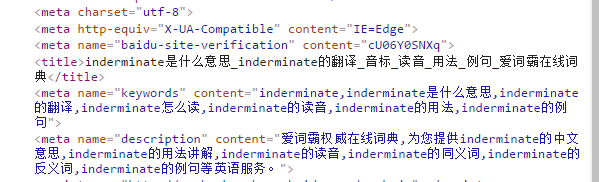 <meta charset="utf-8">
<meta http-equiv="X-UA-Compatible" content="IE=Edge">
<meta name="baidu-site-verification" content="cU06Y0SNXq">
<title>inderminate是什么意思_inderminate的翻译_音标_读音_用法_例句_爱词霸在线词
典</title>
<meta name="keywords" content="inderminate,inderminate是什么意思,inderminate
的翻译,inderminate怎么读,inderminate的读音,inderminate的用法,inderminate的例
句">
<meta name="description" content="爱词霸权威在线词典,为您提供inderminate的中文
意思,inderminate的用法讲解,inderminate的读音,inderminate的同义词,inderminate的
反义词,inderminate的例句等英语服务。">